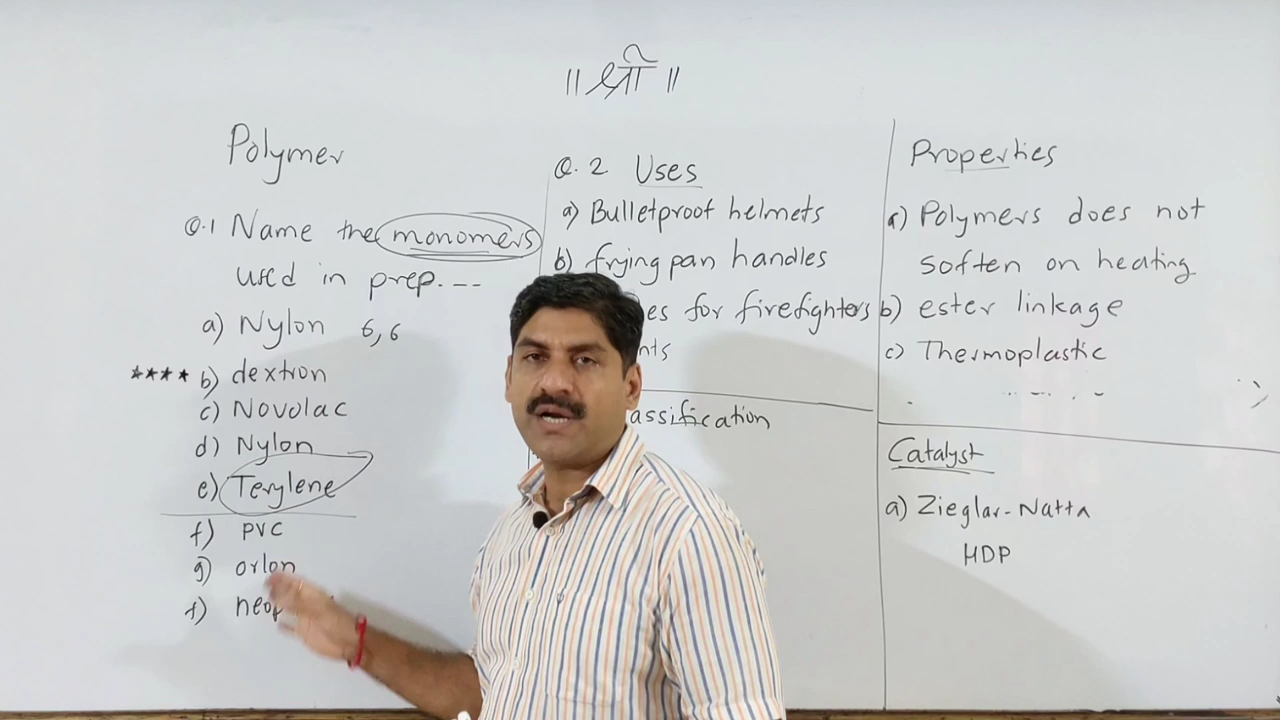 ॥ श्री ॥
Polymer
Q.1 Name the monomers
used in prep. ---
a) Nylon 6,6
**** b) dextron
c) Novolac
d) Nylon
e) Terylene
f) PVC
g) orlon
f)
Q. 2 Uses
a) Bulletproof helmets
b) frying pan handles
for firefighters
Properties
a) Polymers does not
soften on heating
b) ester linkage
c) Thermoplastic
Catalyst
a) Zieglar-Natta
HDP